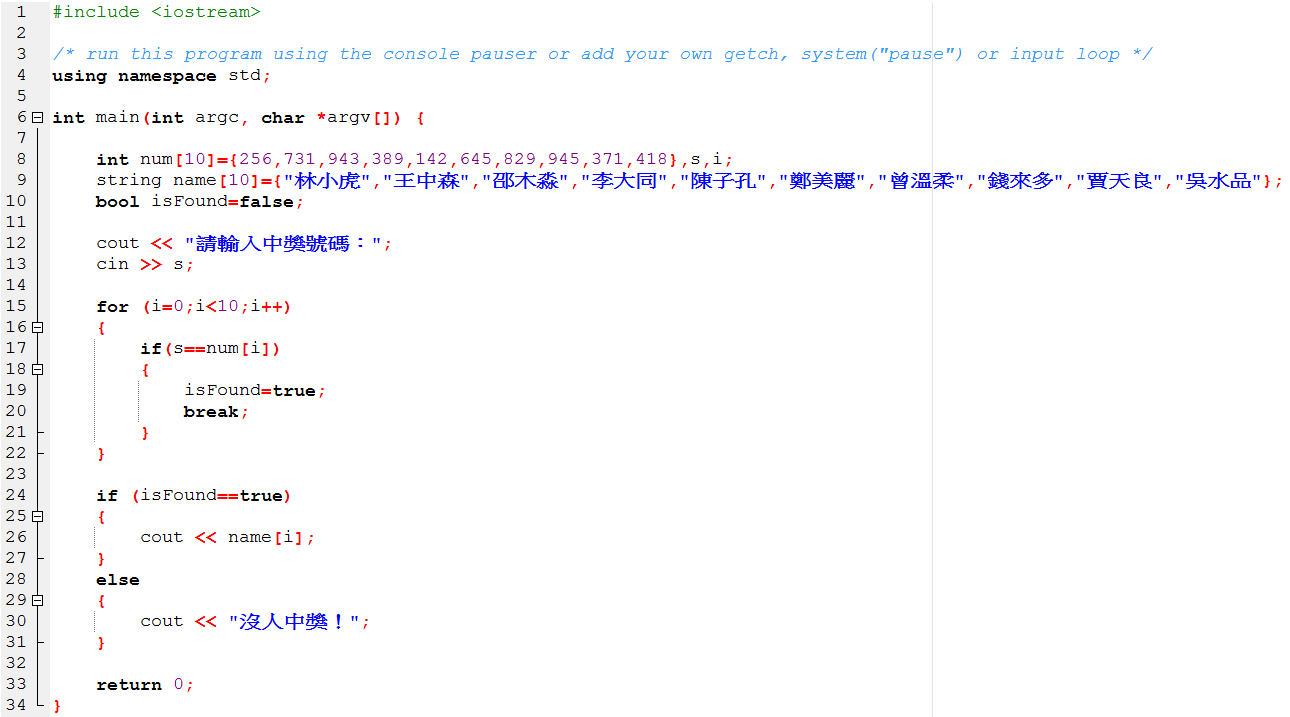 1 #include <iostream>
2
3 /* run this program using the console pauser or add your own getch, system("pause") or input loop */
4 using namespace std;
5
6 int main(int argc, char *argv[]) {
7
8 int num[10]={256,731,943,389,142,645,829,945,371,418},s,i;
9 string name[10]={"林小虎","王中森","邵木淼","李大同","陳子孔","鄭美麗","曾溫柔","錢來多","賈天良","吳水品"};
10 bool isFound=false;
11
12 cout << "請輸入中獎號碼：";
13 cin >> s;
14
15 for (i=0;i<10;i++)
16 {
17 if(s==num[i])
18 {
19 isFound=true;
20 break;
21 }
22 }
23
24 if (isFound==true)
25 {
26 cout << name[i];
27 }
28 else
29 {
30 cout << "沒人中獎！";
31 }
32
33 return 0;
34 }